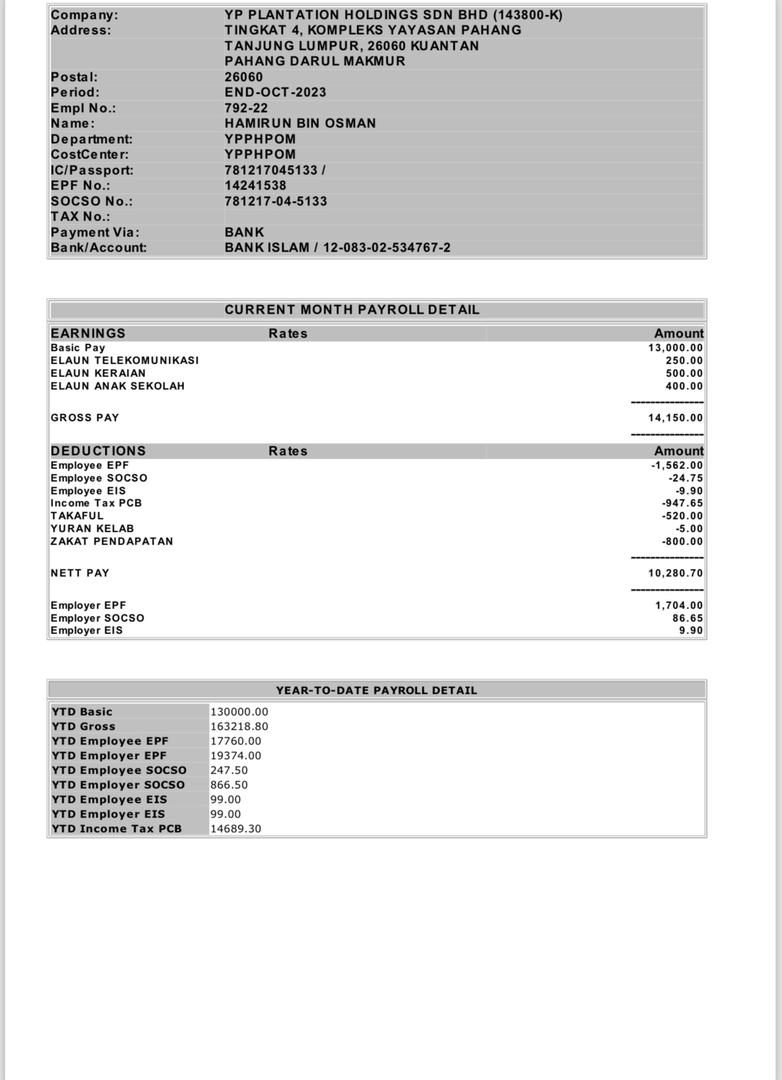 Company: YP PLANTATION HOLDINGS SDN BHD (143800-K)
Address: TINGKAT 4, KOMPLEKS YAYASAN PAHANG
TANJUNG LUMPUR, 26060 KUANTAN
PAHANG DARUL MAKMUR
Postal: 26060
Period: END-OCT-2023
Empl No.: 792-22
Name: HAMIRUN BIN OSMAN
Department: YPPHPOM
CostCenter: YPPHPOM
IC/Passport: 781217045133 /
EPF No.: 14241538
SOCSO No.: 781217-04-5133
TAX No.:
Payment Via: BANK
Bank/Account: BANK ISLAM / 12-083-02-534767-2
CURRENT MONTH PAYROLL DETAIL
EARNINGS Rates Amount
Basic Pay 13,000.00
ELAUN TELEKOMUNIKASI 250.00
ELAUN KERAIAN 500.00
ELAUN ANAK SEKOLAH 400.00
---------------
GROSS PAY 14,150.00
---------------
DEDUCTIONS Rates Amount
Employee EPF -1,562.00
Employee SOCSO -24.75
Employee EIS -9.90
Income Tax PCB -947.65
TAKAFUL -520.00
YURAN KELAB -5.00
ZAKAT PENDAPATAN -800.00
---------------
NETT PAY 10,280.70
---------------
Employer EPF 1,704.00
Employer SOCSO 86.65
Employer EIS 9.90
YEAR-TO-DATE PAYROLL DETAIL
YTD Basic 130000.00
YTD Gross 163218.80
YTD Employee EPF 17760.00
YTD Employer EPF 19374.00
YTD Employee SOCSO 247.50
YTD Employer SOCSO 866.50
YTD Employee EIS 99.00
YTD Employer EIS 99.00
YTD Income Tax PCB 14689.30